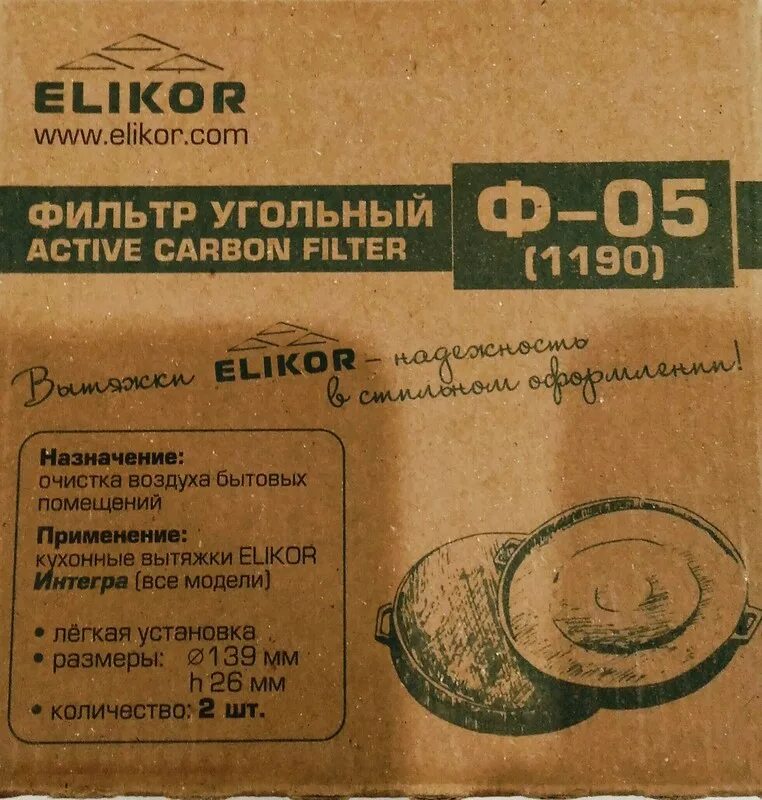 ELIKOR
www.elikor.com
ФИЛЬТР УГОЛЬНЫЙ
ACTIVE CARBON FILTER
Ф-05
(1190)
Вытяжки ELIKOR - надежность
в стильном оформлении!
Назначение:
очистка воздуха бытовых
помещений
Применение:
кухонные вытяжки ELIKOR
Интегра (все модели)
• лёгкая установка
• размеры: ⌀139 мм
h 26 мм
• количество: 2 шт.